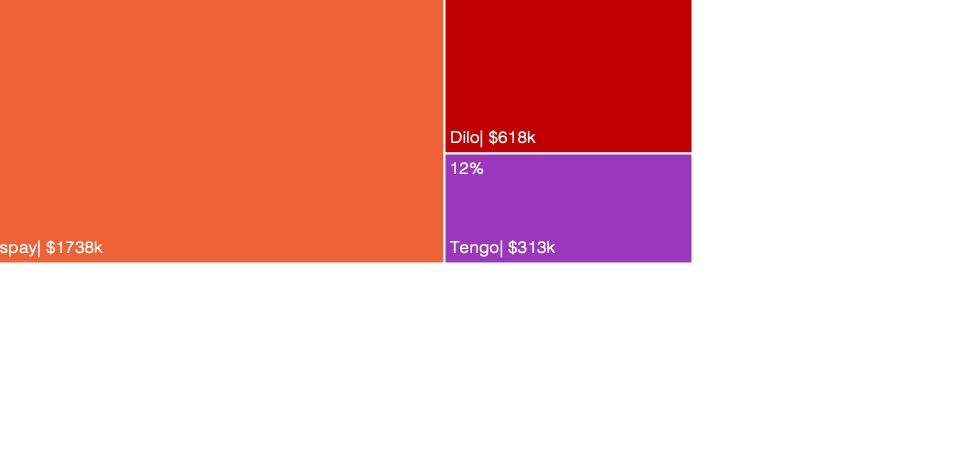 Dilo| $618k
12%
spay| $1738k
Tengo| $313k